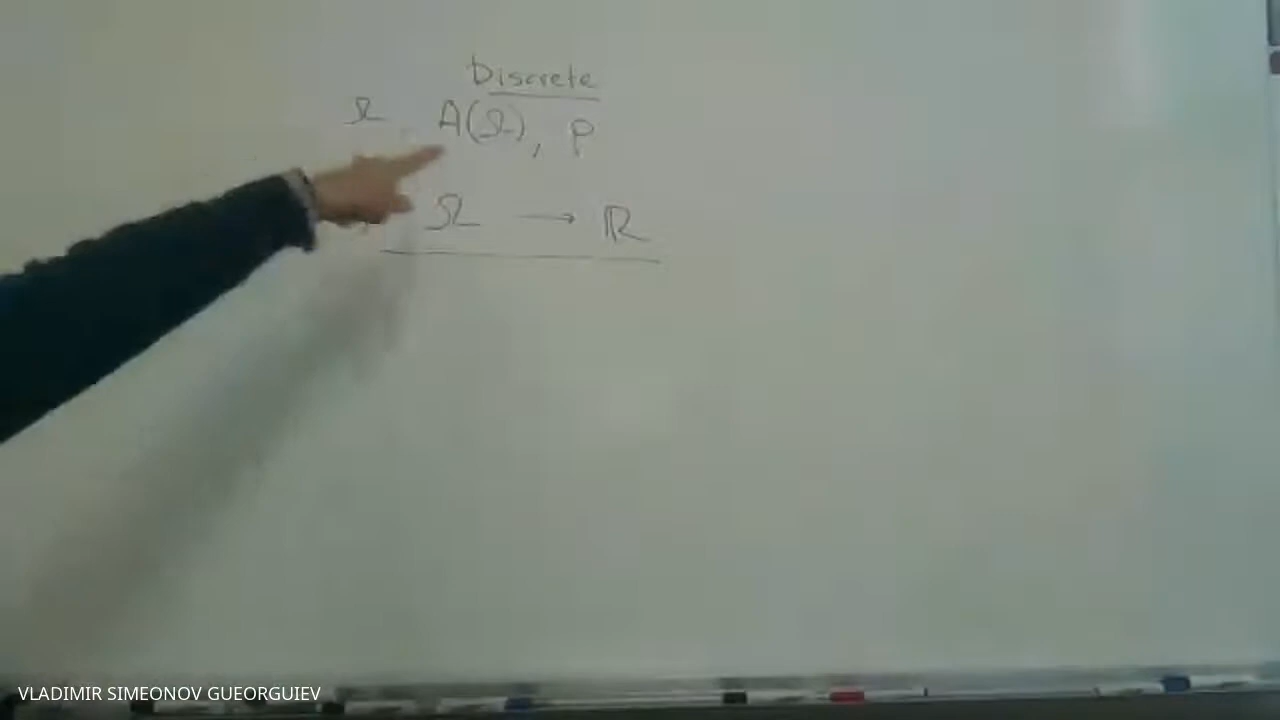 Discrete
Ω, A(Ω), P
Ω → ℝ
VLADIMIR SIMEONOV GUEORGUIEV